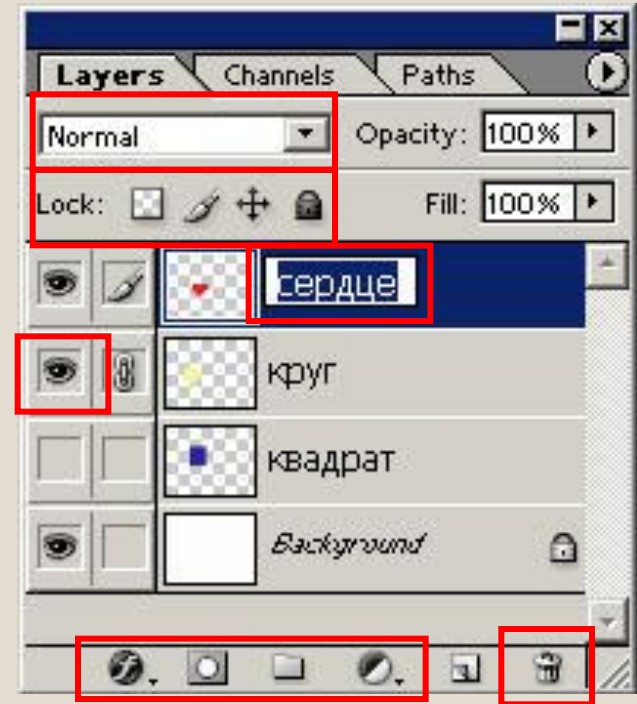 Layers Channels Paths
Normal Opacity: 100%
Lock: Fill: 100%
сердце
круг
квадрат
Background